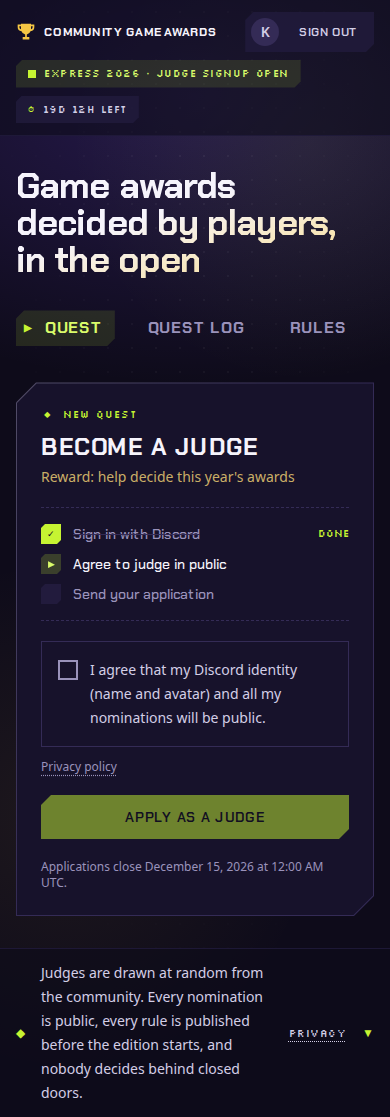 COMMUNITY GAME AWARDS
K SIGN OUT
EXPRESS 2026 · JUDGE SIGNUP OPEN
19D 12H LEFT
Game awards
decided by players,
in the open
▶ QUEST QUEST LOG RULES
◆ NEW QUEST
BECOME A JUDGE
Reward: help decide this year's awards
✓ Sign in with Discord DONE
▶ Agree to judge in public
Send your application
I agree that my Discord identity
(name and avatar) and all my
nominations will be public.
Privacy policy
APPLY AS A JUDGE
Applications close December 15, 2026 at 12:00 AM
UTC.
Judges are drawn at random from
the community. Every nomination
is public, every rule is published
before the edition starts, and
nobody decides behind closed
doors.
PRIVACY ▼